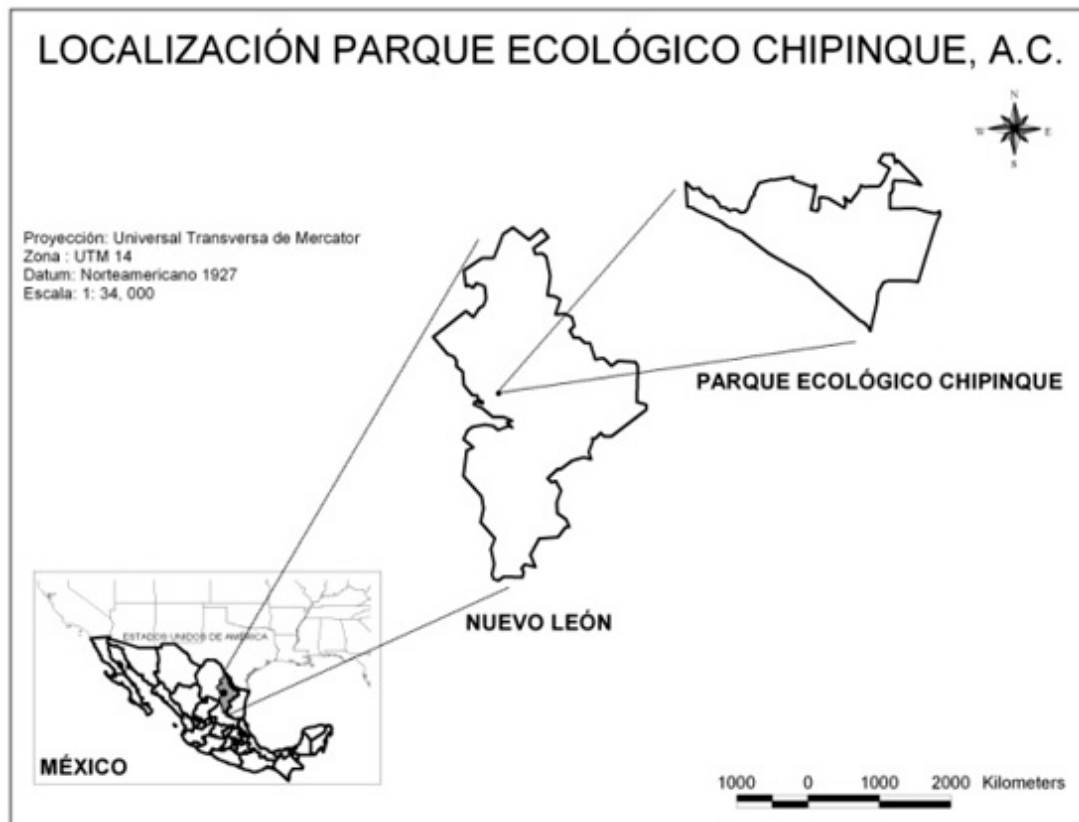 LOCALIZACIÓN PARQUE ECOLÓGICO CHIPINQUE, A.C.
N
W E
S
Proyección: Universal Transversa de Mercator
Zona : UTM 14
Datum: Norteamericano 1927
Escala: 1: 34, 000
PARQUE ECOLÓGICO CHIPINQUE
NUEVO LEÓN
ESTADOS UNIDOS DE AMÉRICA
MÉXICO
1000 0 1000 2000 Kilometers